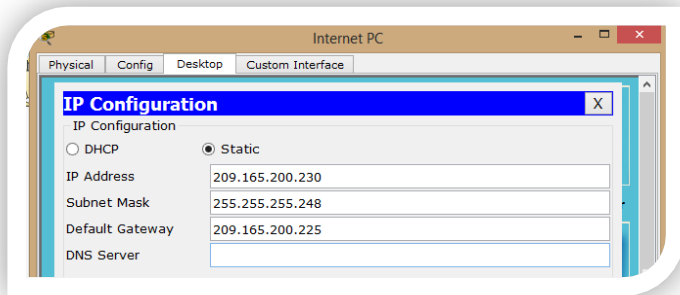 Internet PC
Physical Config Desktop Custom Interface
IP Configuration X
IP Configuration
DHCP Static
IP Address 209.165.200.230
Subnet Mask 255.255.255.248
Default Gateway 209.165.200.225
DNS Server